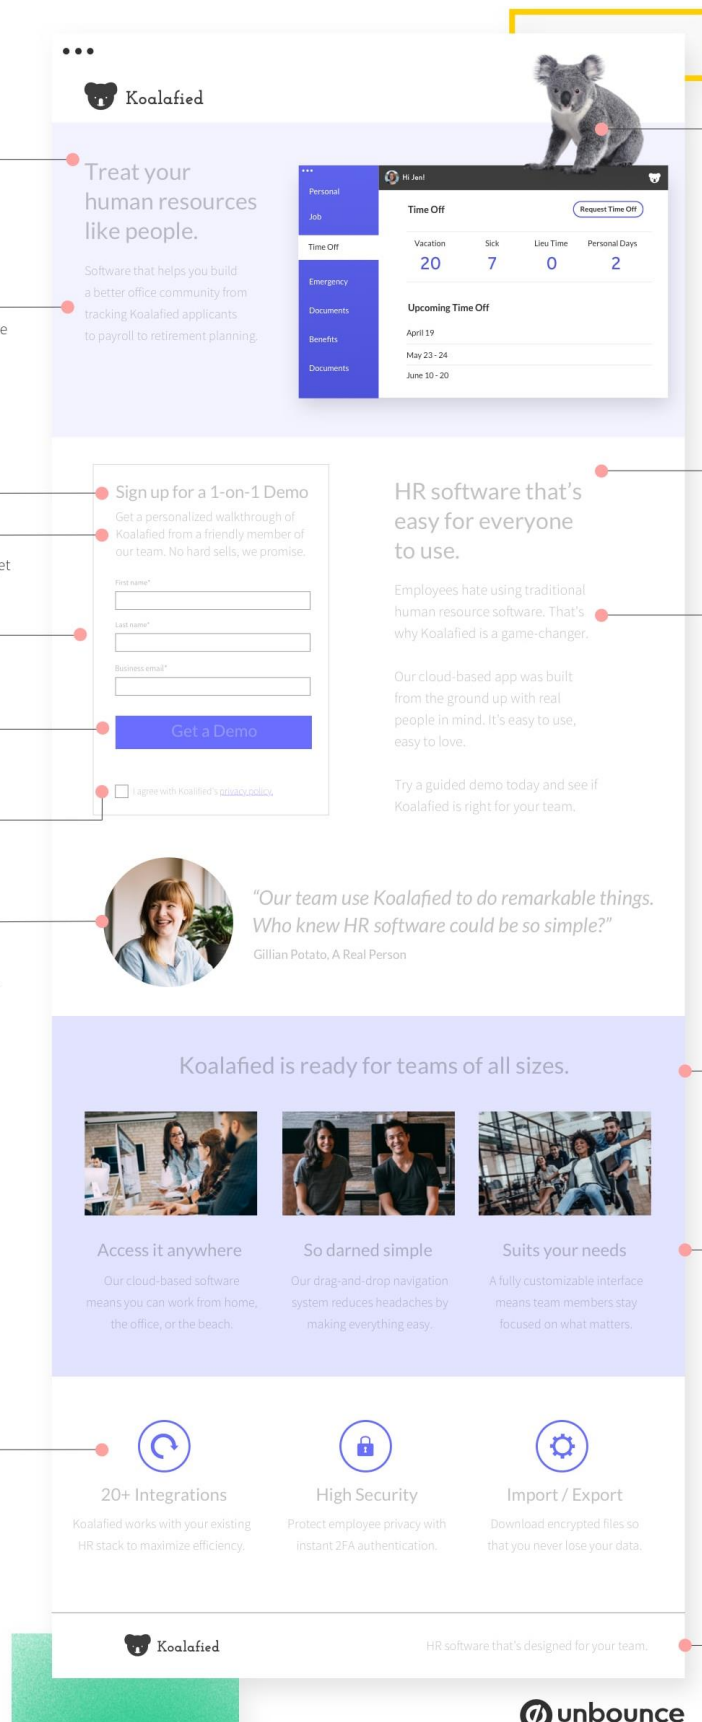 Koalafied
Treat your
human resources
like people.
Software that helps you build
a better office community from
tracking Koalafied applicants
to payroll to retirement planning.
Hi Jen!
Personal
Job
Time Off
Emergency
Documents
Benefits
Documents
Time Off
Request Time Off
Vacation Sick Lieu Time Personal Days
20 7 0 2
Upcoming Time Off
April 19
May 23 - 24
June 10 - 20
e
et
Sign up for a 1-on-1 Demo
Get a personalized walkthrough of
Koalafied from a friendly member of
our team. No hard sells, we promise.
First name*
Last name*
Business email*
Get a Demo
I agree with Koalified's privacy policy.
HR software that's
easy for everyone
to use.
Employees hate using traditional
human resource software. That's
why Koalafied is a game-changer.
Our cloud-based app was built
from the ground up with real
people in mind. It's easy to use,
easy to love.
Try a guided demo today and see if
Koalafied is right for your team.
"Our team use Koalafied to do remarkable things.
Who knew HR software could be so simple?"
Gillian Potato, A Real Person
Koalafied is ready for teams of all sizes.
Access it anywhere
Our cloud-based software
means you can work from home,
the office, or the beach.
So darned simple
Our drag-and-drop navigation
system reduces headaches by
making everything easy.
Suits your needs
A fully customizable interface
means team members stay
focused on what matters.
20+ Integrations
Koalafied works with your existing
HR stack to maximize efficiency.
High Security
Protect employee privacy with
instant 2FA authentication.
Import / Export
Download encrypted files so
that you never lose your data.
Koalafied
HR software that's designed for your team.
unbounce